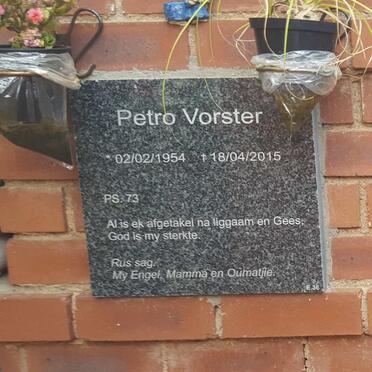 Petro Vorster
* 02/02/1954 † 18/04/2015
PS. 73
Al is ek afgetakel na liggaam en Gees,
God is my sterkte.
Rus sag.
My Engel, Mamma en Oumatjie.